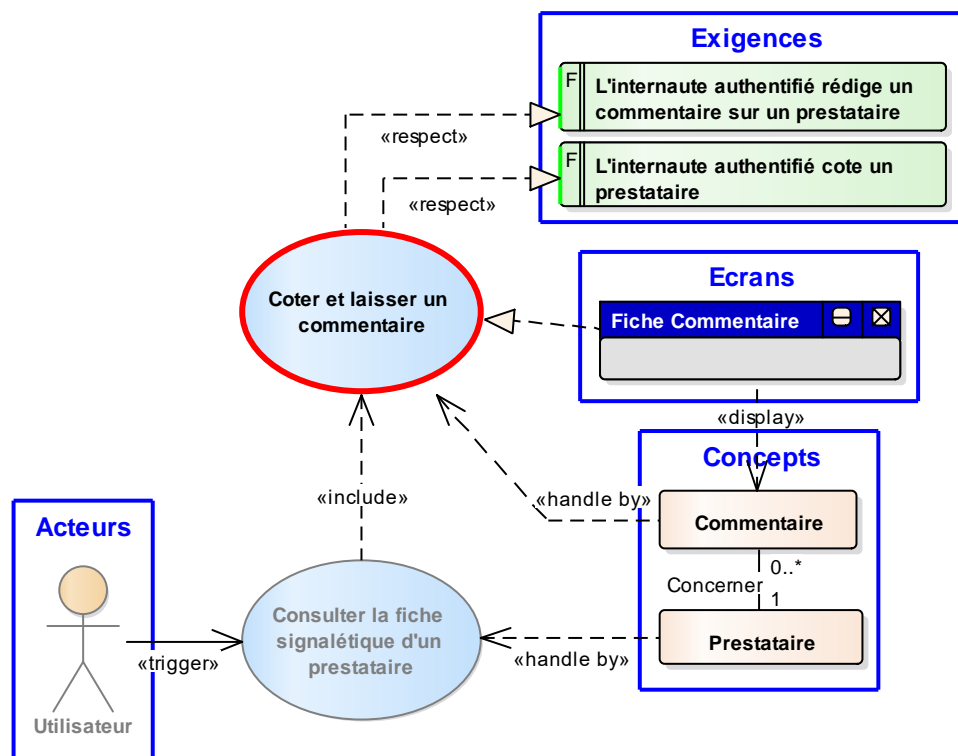 Exigences
F
L'internaute authentifié rédige un
commentaire sur un prestataire
«respect»
F
L'internaute authentifié cote un
prestataire
«respect»
Coter et laisser un
commentaire
Ecrans
Fiche Commentaire
«display»
Concepts
«include»
«handle by»
Commentaire
Acteurs
0..*
Concerner
1
Consulter la fiche
signalétique d'un
prestataire
Prestataire
«trigger»
«handle by»
Utilisateur